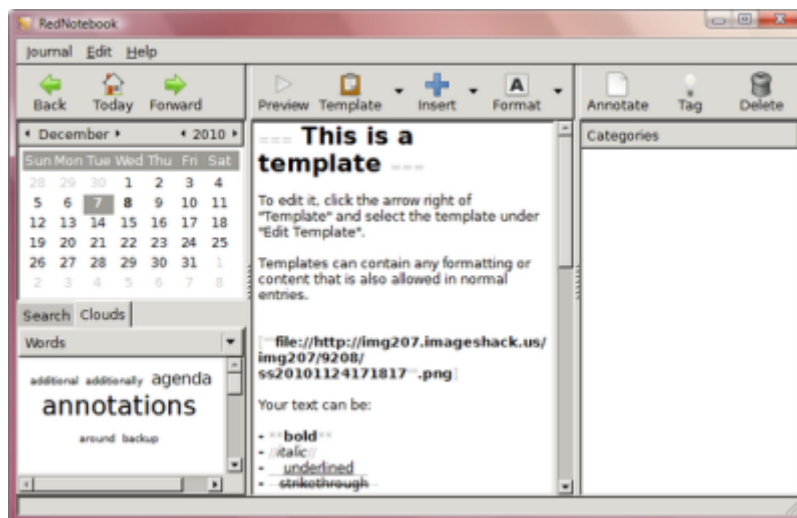 RedNotebook
Journal Edit Help
Back Today Forward
Preview Template Insert Format
Annotate Tag Delete
December 2010
Sun Mon Tue Wed Thu Fri Sat
28 29 30 1 2 3 4
5 6 7 8 9 10 11
12 13 14 15 16 17 18
19 20 21 22 23 24 25
26 27 28 29 30 31 1
2 3 4 5 6 7 8
Search Clouds
Words
additional additionally agenda
annotations
around backup
=== This is a
template ===
To edit it, click the arrow right of
"Template" and select the template under
"Edit Template".
Templates can contain any formatting or
content that is also allowed in normal
entries.
[""file://http://img207.imageshack.us/
img207/9208/
ss20101124171817"".png]
Your text can be:
- **bold**
- //italic//
- __underlined__
- --strikethrough--
Categories